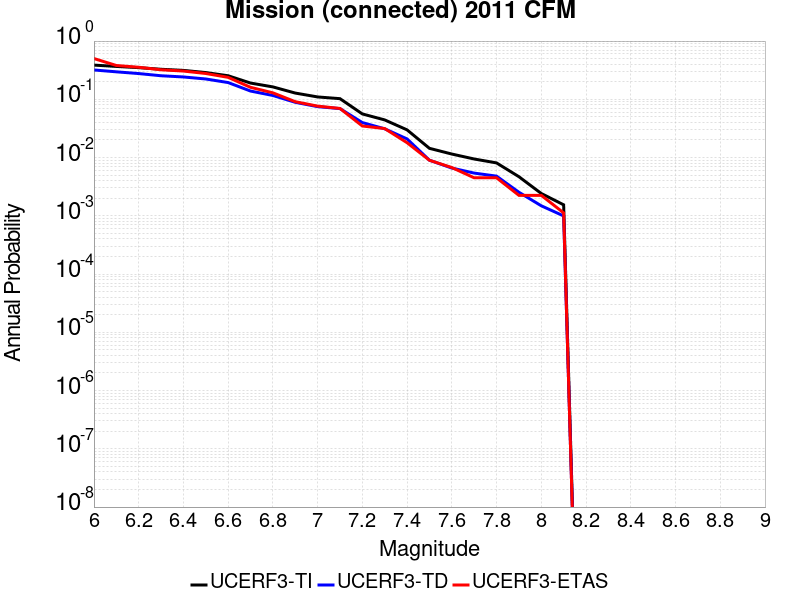 Mission (connected) 2011 CFM
10^0
10^-1
10^-2
10^-3
10^-4
10^-5
10^-6
10^-7
10^-8
Annual Probability
6 6.2 6.4 6.6 6.8 7 7.2 7.4 7.6 7.8 8 8.2 8.4 8.6 8.8 9
Magnitude
UCERF3-TI UCERF3-TD UCERF3-ETAS